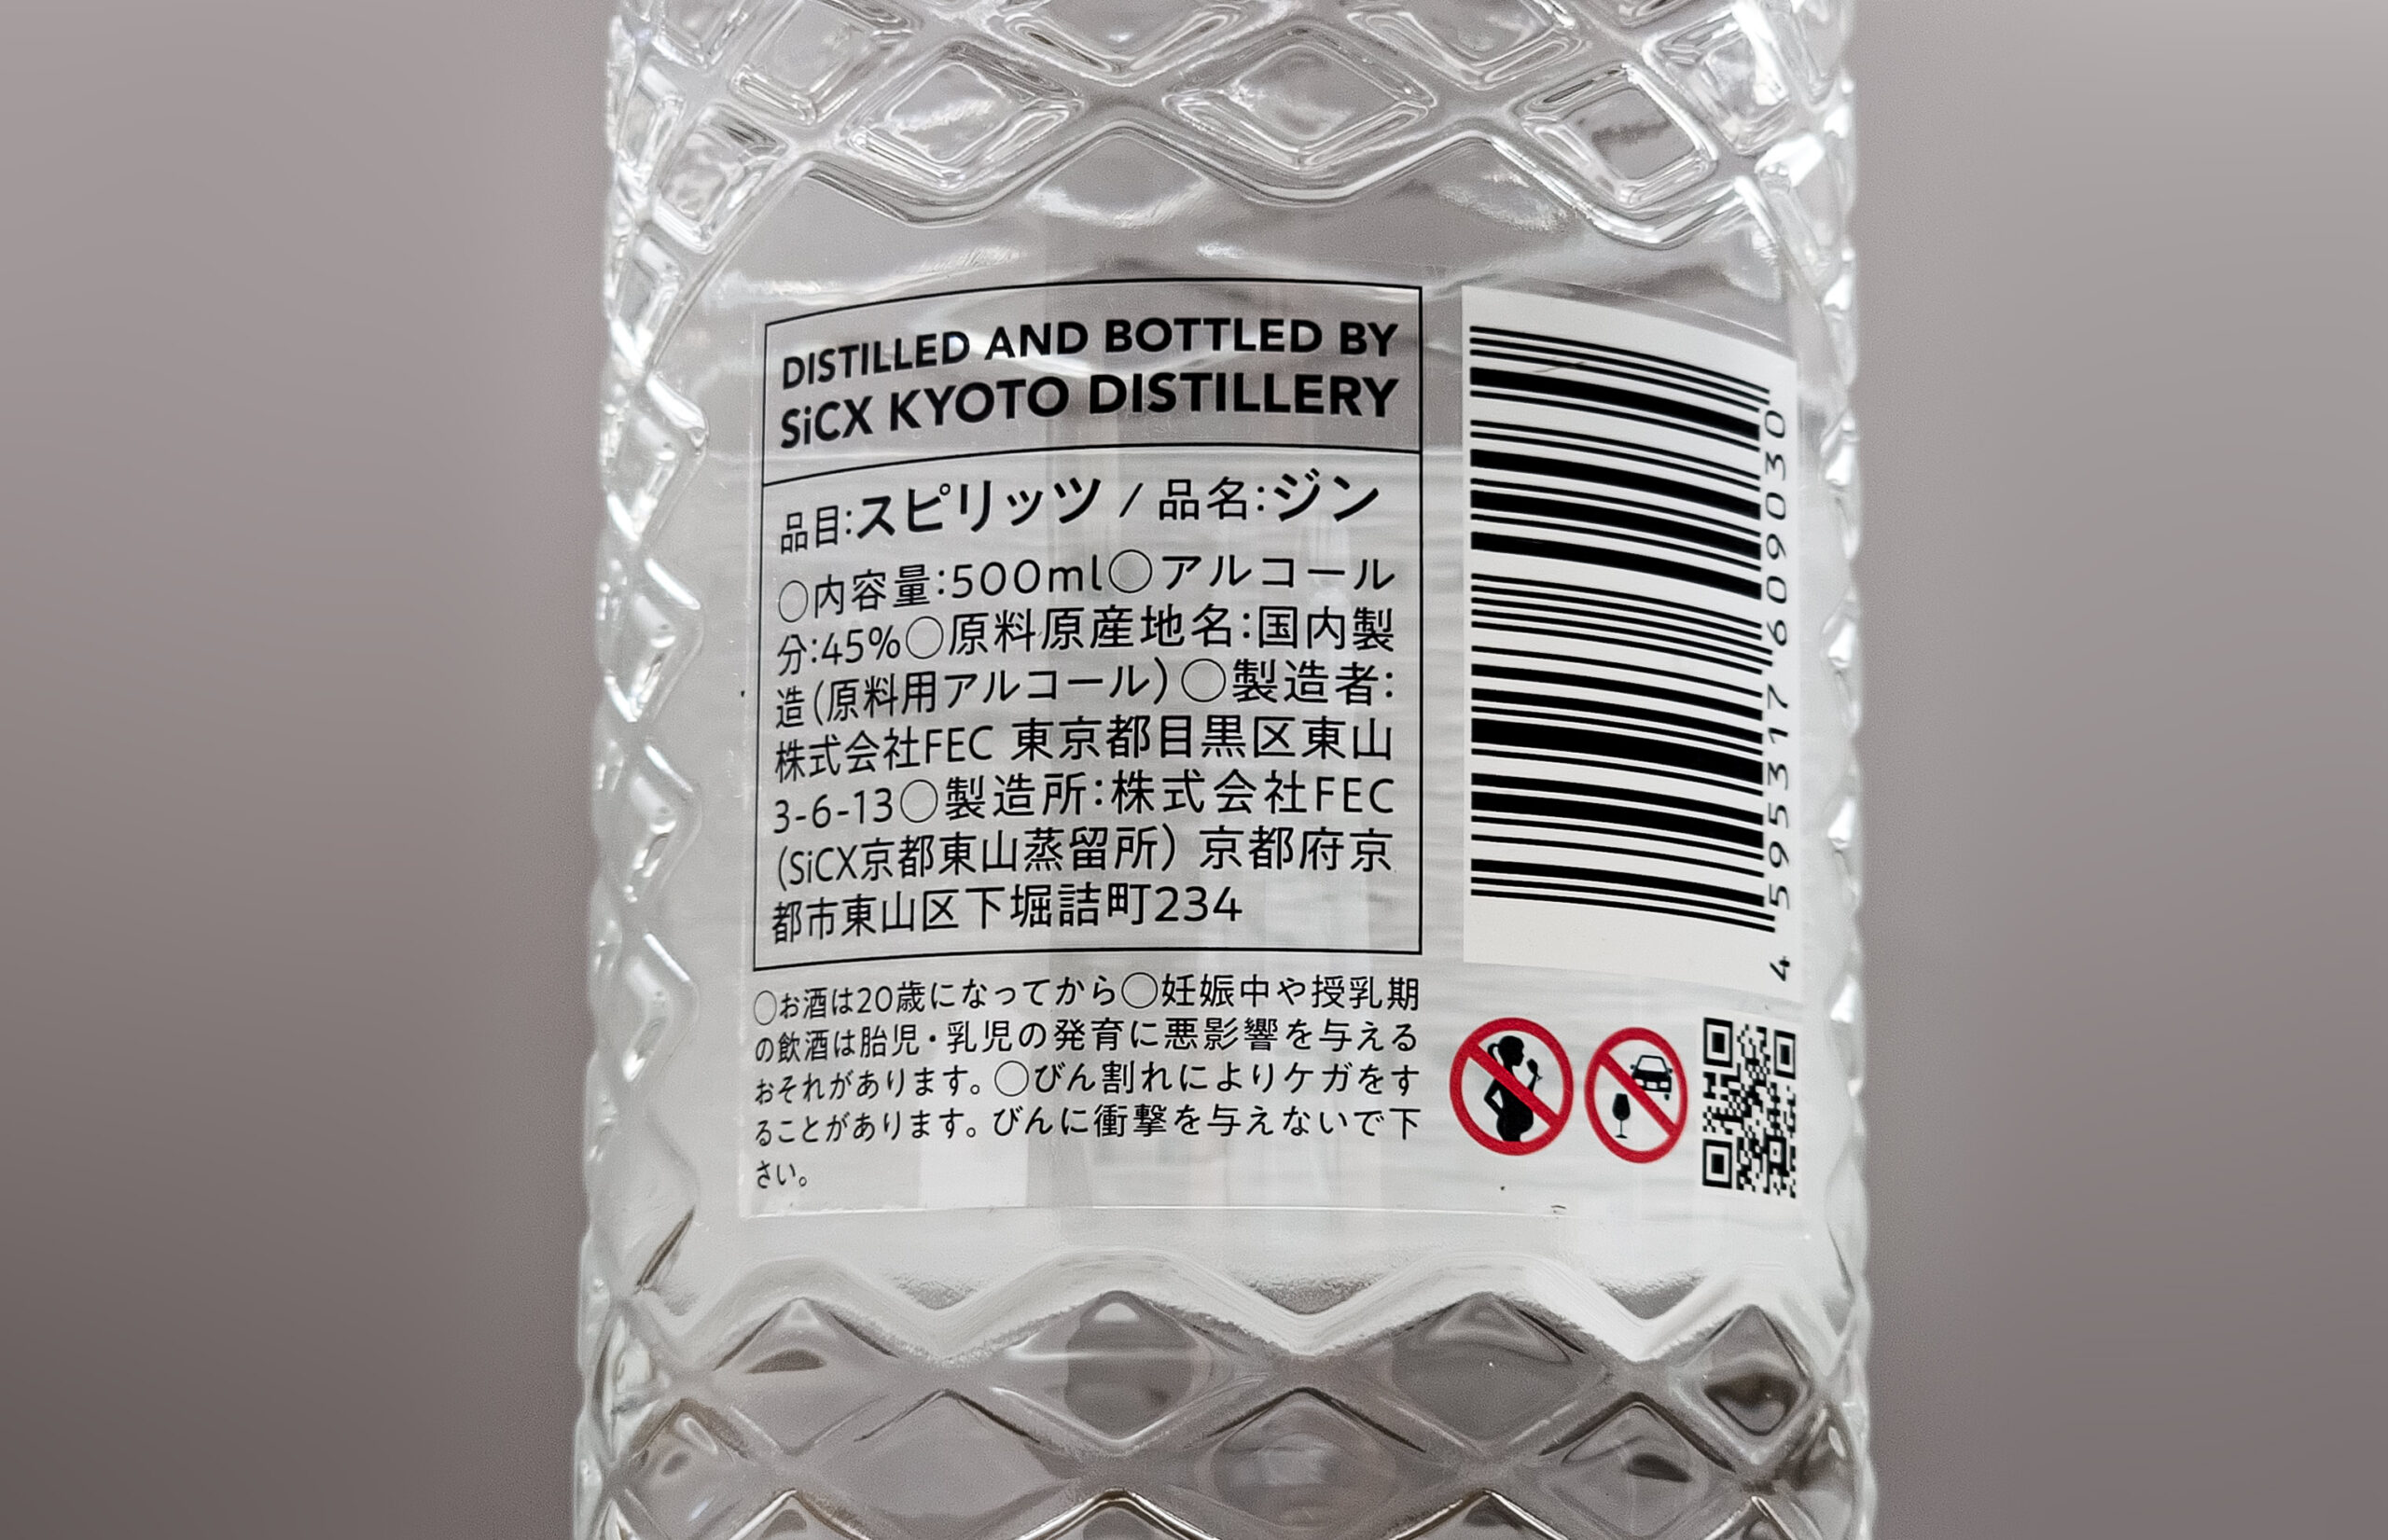 DISTILLED AND BOTTLED BY
SiCX KYOTO DISTILLERY
品目:スピリッツ / 品名:ジン
○内容量:500ml○アルコール
分:45%○原料原産地名:国内製
造(原料用アルコール)○製造者:
株式会社FEC 東京都目黒区東山
3-6-13○製造所:株式会社FEC
(SiCX京都東山蒸留所) 京都府京
都市東山区下堀詰町234
○お酒は20歳になってから○妊娠中や授乳期
の飲酒は胎児・乳児の発育に悪影響を与える
おそれがあります。○びん割れによりケガをす
ることがあります。びんに衝撃を与えないで下
さい。
4 595317 609030